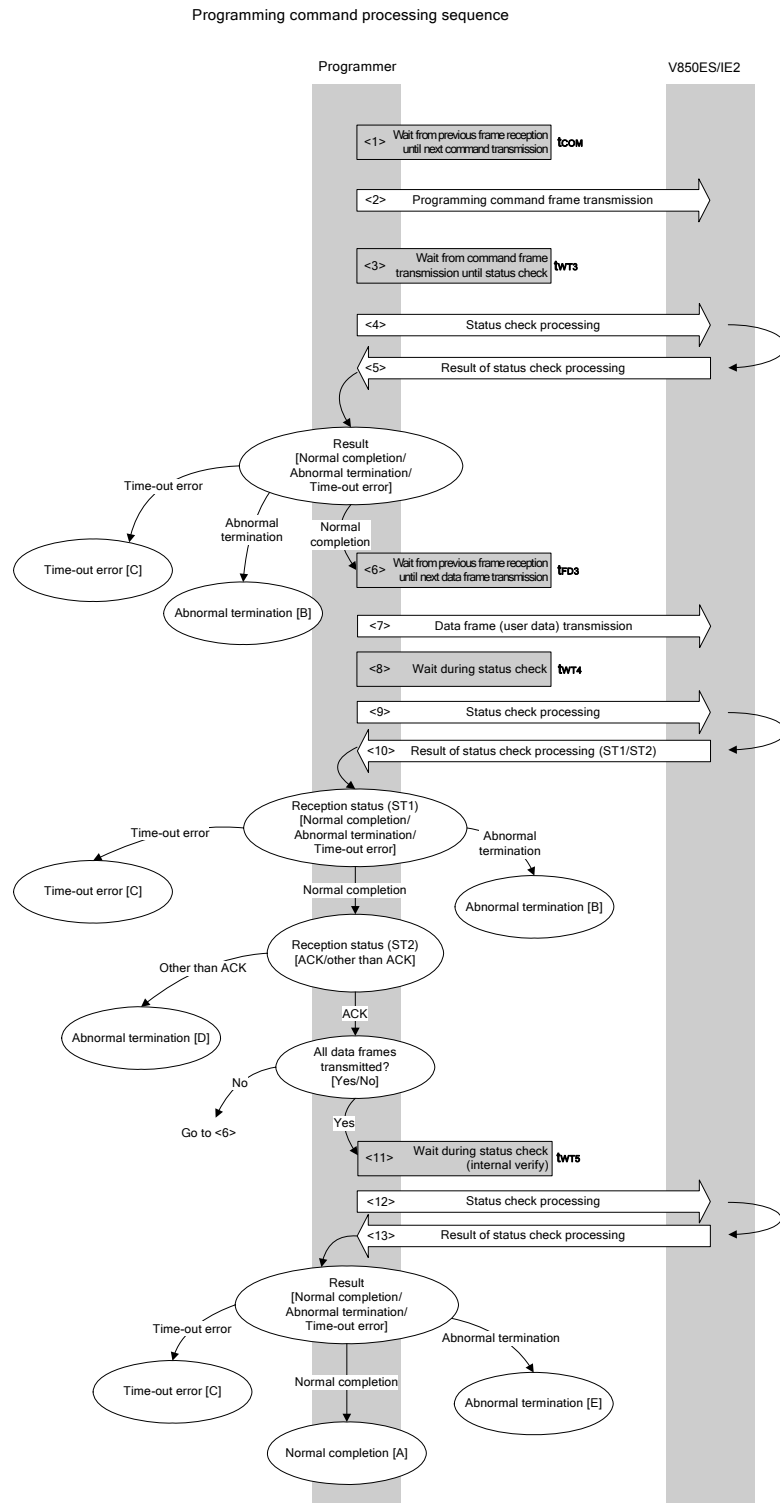 Programming command processing sequence
Programmer
V850ES/IE2
<1> Wait from previous frame reception
until next command transmission
tCOM
<2> Programming command frame transmission
<3> Wait from command frame
transmission until status check
tWT3
<4> Status check processing
<5> Result of status check processing
Result
[Normal completion/
Abnormal termination/
Time-out error]
Time-out error
Abnormal
termination
Normal
completion
Time-out error [C]
Abnormal termination [B]
<6> Wait from previous frame reception
until next data frame transmission
tFD3
<7> Data frame (user data) transmission
<8> Wait during status check
tWT4
<9> Status check processing
<10> Result of status check processing (ST1/ST2)
Reception status (ST1)
[Normal completion/
Abnormal termination/
Time-out error]
Time-out error
Abnormal
termination
Time-out error [C]
Normal completion
Abnormal termination [B]
Reception status (ST2)
[ACK/other than ACK]
Other than ACK
Abnormal termination [D]
ACK
All data frames
transmitted?
[Yes/No]
No
Go to <6>
Yes
<11> Wait during status check
(internal verify)
tWT5
<12> Status check processing
<13> Result of status check processing
Result
[Normal completion/
Abnormal termination/
Time-out error]
Time-out error
Abnormal termination
Time-out error [C]
Normal completion
Abnormal termination [E]
Normal completion [A]